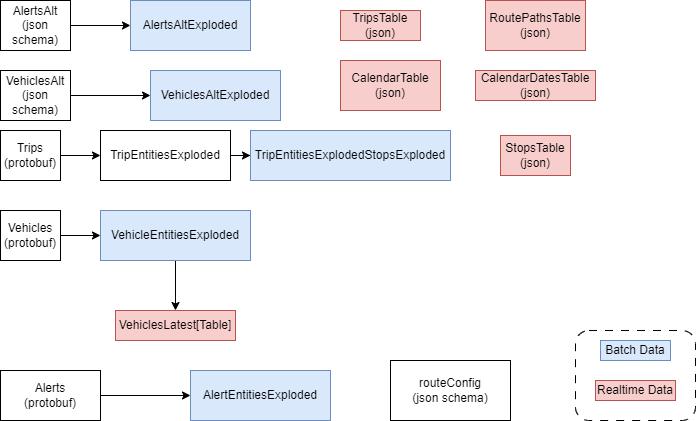 AlertsAlt
(json
schema)
AlertsAltExploded
TripsTable
(json)
RoutePathsTable
(json)
VehiclesAlt
(json
schema)
VehiclesAltExploded
CalendarTable
(json)
CalendarDatesTable
(json)
Trips
(protobuf)
TripEntitiesExploded
TripEntitiesExplodedStopsExploded
StopsTable
(json)
Vehicles
(protobuf)
VehicleEntitiesExploded
VehiclesLatest[Table]
Alerts
(protobuf)
AlertEntitiesExploded
routeConfig
(json schema)
Batch Data
Realtime Data